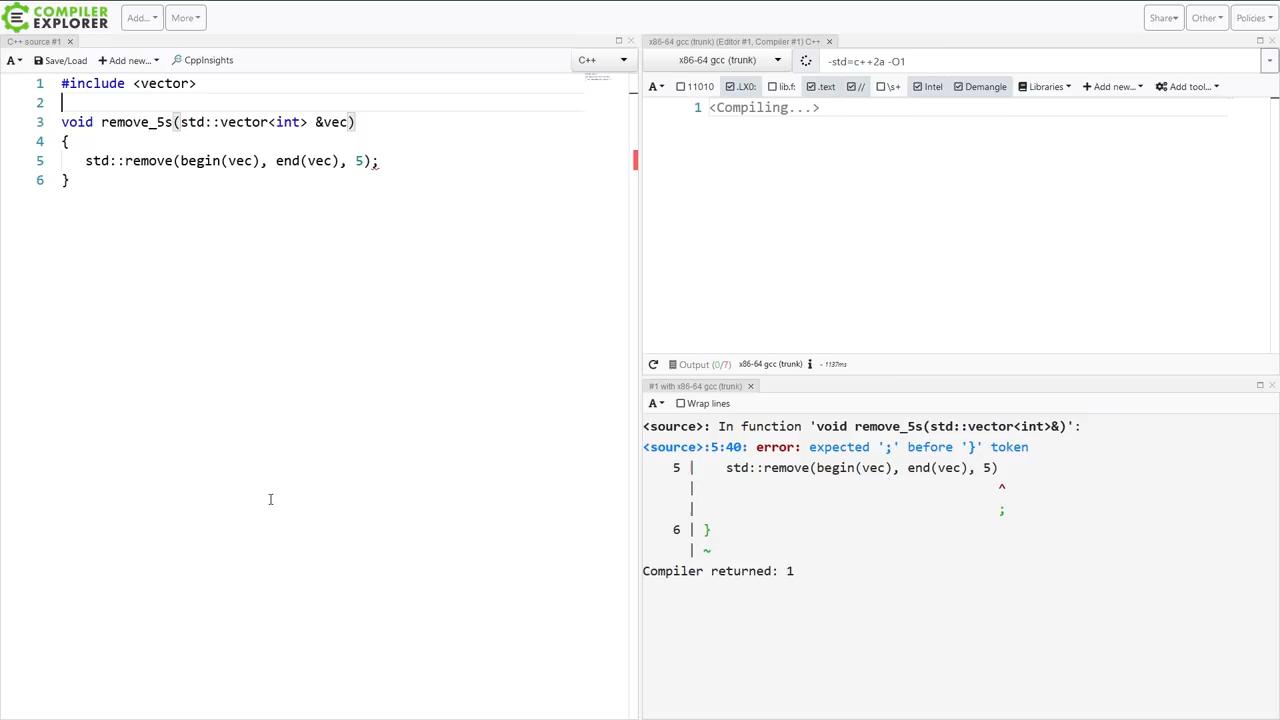 COMPILER EXPLORER
Add... More
Share Other Policies
C++ source #1
A Save/Load Add new... CppInsights C++
1 #include <vector>
2
3 void remove_5s(std::vector<int> &vec)
4 {
5 std::remove(begin(vec), end(vec), 5);
6 }
x86-64 gcc (trunk) (Editor #1, Compiler #1) C++
x86-64 gcc (trunk) -std=c++2a -O1
A 11010 .LX0: lib.f: .text // \s+ Intel Demangle Libraries Add new... Add tool...
1 <Compiling...>
Output (0/7) x86-64 gcc (trunk) i - 1137ms
#1 with x86-64 gcc (trunk)
A Wrap lines
<source>: In function 'void remove_5s(std::vector<int>&)':
<source>:5:40: error: expected ';' before '}' token
5 | std::remove(begin(vec), end(vec), 5)
| ^
| ;
6 | }
| ~
Compiler returned: 1